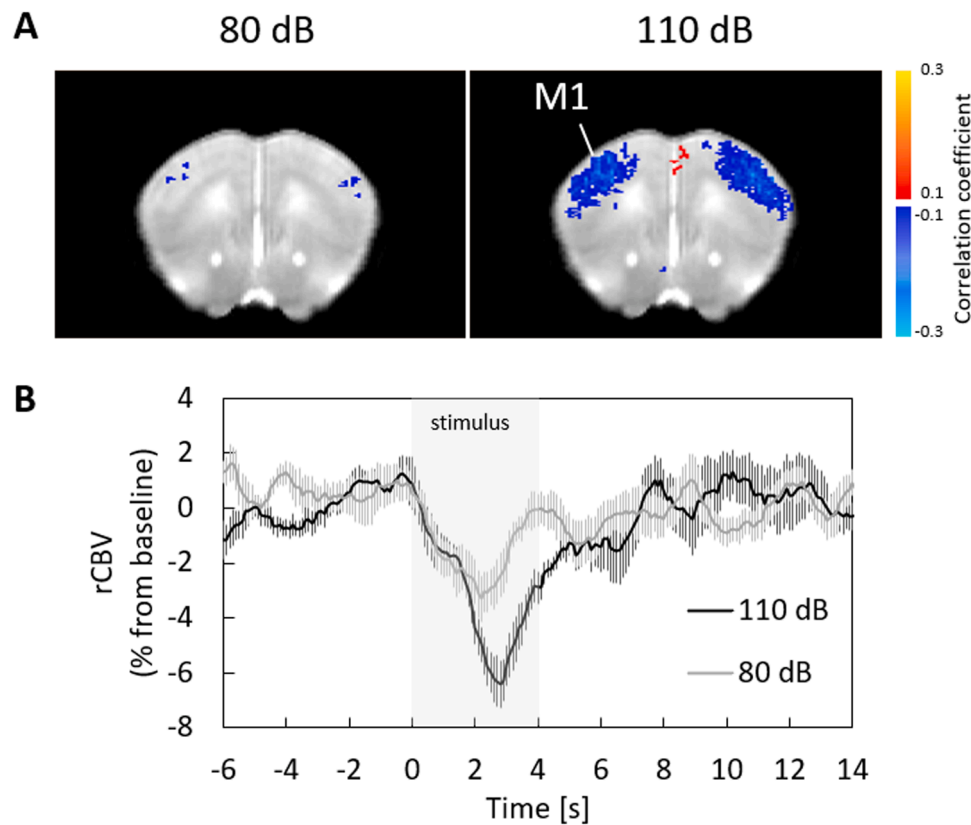 A
80 dB
110 dB
M1
0.3
0.1
-0.1
-0.3
Correlation coefficient
B
4
2
0
-2
-4
-6
-8
rCBV
(% from baseline)
stimulus
110 dB
80 dB
-6 -4 -2 0 2 4 6 8 10 12 14
Time [s]